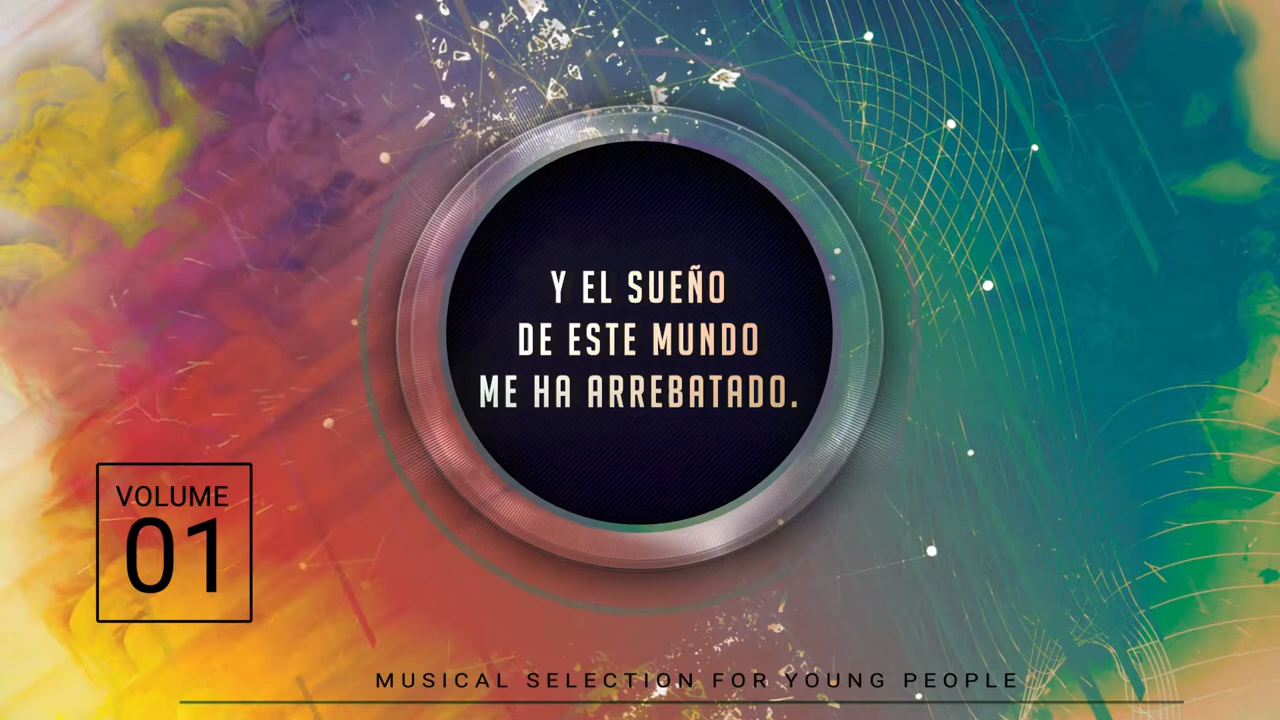 Y EL SUEÑO
DE ESTE MUNDO
ME HA ARREBATADO.
VOLUME
01
MUSICAL SELECTION FOR YOUNG PEOPLE